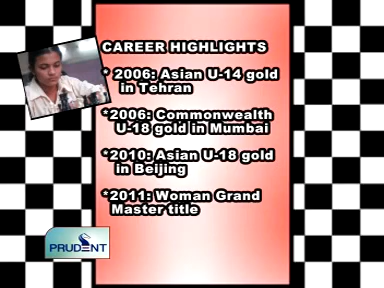 CAREER HIGHLIGHTS
* 2006: Asian U-14 gold
in Tehran
*2006: Commonwealth
U-18 gold in Mumbai
*2010: Asian U-18 gold
in Beijing
*2011: Woman Grand
Master title
PRUDENT